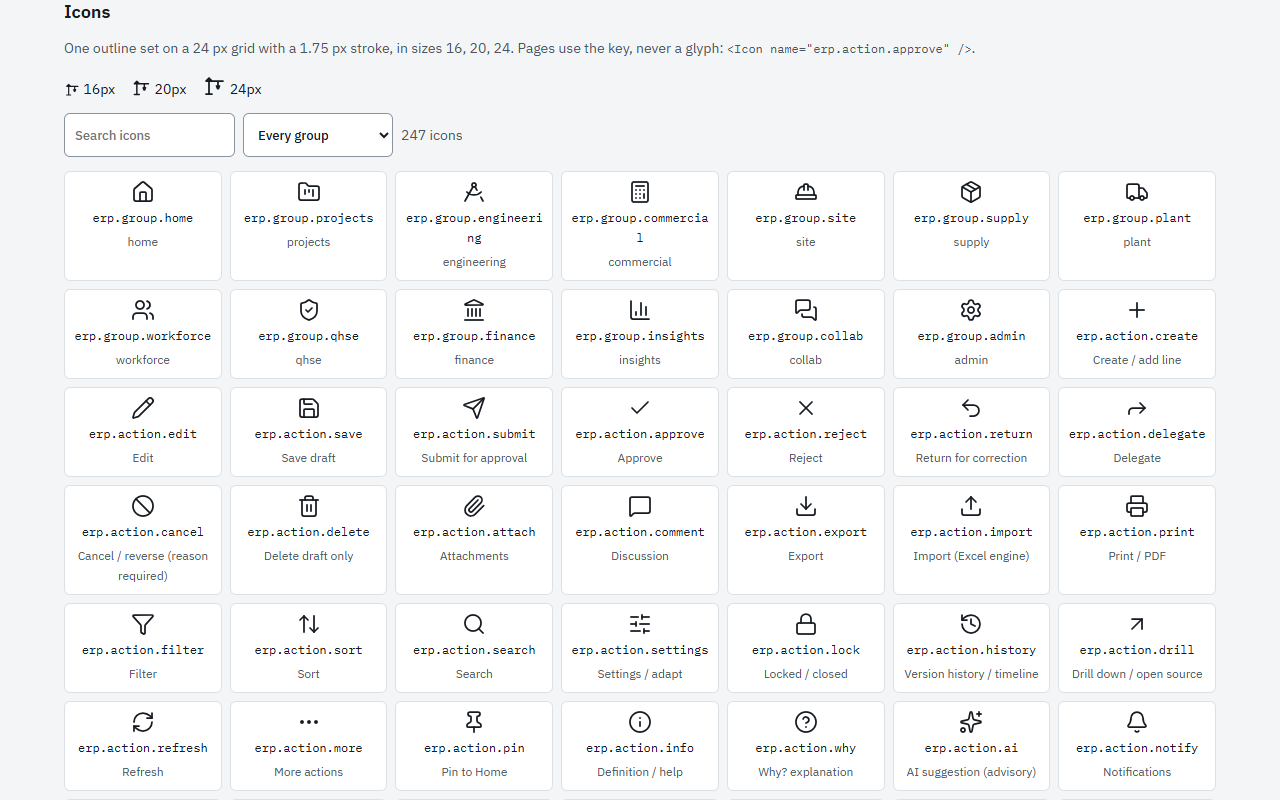 Icons
One outline set on a 24 px grid with a 1.75 px stroke, in sizes 16, 20, 24. Pages use the key, never a glyph: <Icon name="erp.action.approve" />.
16px 20px 24px
Search icons Every group 247 icons
erp.group.home
home
erp.group.projects
projects
erp.group.engineeri
ng
engineering
erp.group.commercia
l
commercial
erp.group.site
site
erp.group.supply
supply
erp.group.plant
plant
erp.group.workforce
workforce
erp.group.qhse
qhse
erp.group.finance
finance
erp.group.insights
insights
erp.group.collab
collab
erp.group.admin
admin
erp.action.create
Create / add line
erp.action.edit
Edit
erp.action.save
Save draft
erp.action.submit
Submit for approval
erp.action.approve
Approve
erp.action.reject
Reject
erp.action.return
Return for correction
erp.action.delegate
Delegate
erp.action.cancel
Cancel / reverse (reason
required)
erp.action.delete
Delete draft only
erp.action.attach
Attachments
erp.action.comment
Discussion
erp.action.export
Export
erp.action.import
Import (Excel engine)
erp.action.print
Print / PDF
erp.action.filter
Filter
erp.action.sort
Sort
erp.action.search
Search
erp.action.settings
Settings / adapt
erp.action.lock
Locked / closed
erp.action.history
Version history / timeline
erp.action.drill
Drill down / open source
erp.action.refresh
Refresh
erp.action.more
More actions
erp.action.pin
Pin to Home
erp.action.info
Definition / help
erp.action.why
Why? explanation
erp.action.ai
AI suggestion (advisory)
erp.action.notify
Notifications